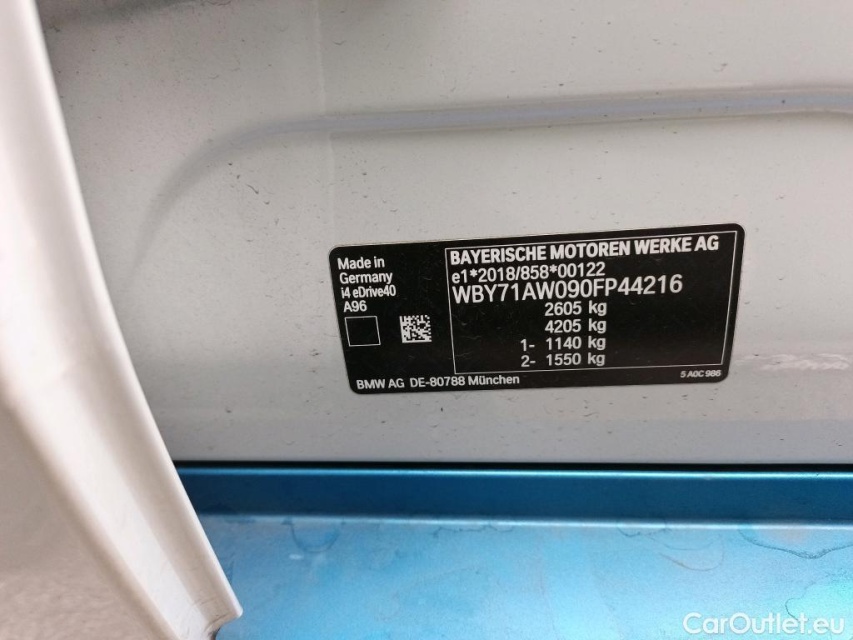 Made in
Germany
i4 eDrive40
A96
BAYERISCHE MOTOREN WERKE AG
e1*2018/858*00122
WBY71AW090FP44216
2605 kg
4205 kg
1- 1140 kg
2- 1550 kg
BMW AG DE-80788 München
5 A0C 986
CarOutlet.eu